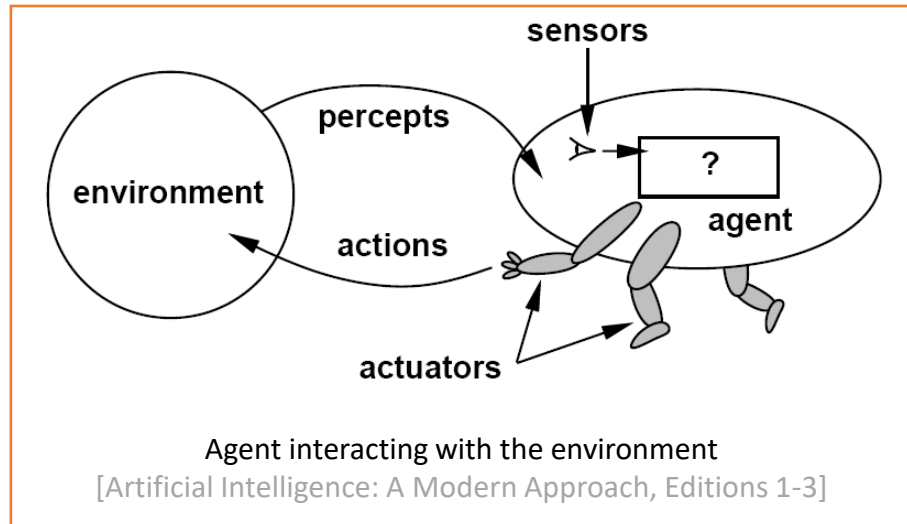 sensors
percepts
?
environment
agent
actions
actuators
Agent interacting with the environment
[Artificial Intelligence: A Modern Approach, Editions 1-3]